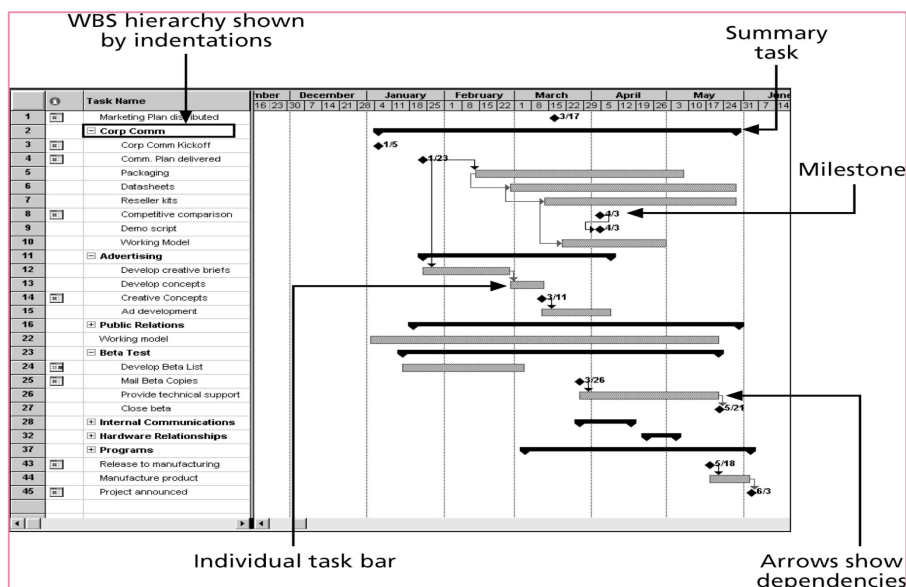 WBS hierarchy shown
by indentations
Summary
task
Task Name
mber December January February March April May June
16 23 30 7 14 21 28 4 11 18 25 1 8 15 22 1 8 15 22 29 5 12 19 26 3 10 17 24 31 7 14
1 Marketing Plan distributed 3/17
2 Corp Comm
3 Corp Comm Kickoff 1/5
4 Comm. Plan delivered 1/23
5 Packaging
6 Datasheets
7 Reseller kits
Milestone
8 Competitive comparison 4/3
9 Demo script 4/3
10 Working Model
11 Advertising
12 Develop creative briefs
13 Develop concepts
14 Creative Concepts 3/11
15 Ad development
16 Public Relations
22 Working model
23 Beta Test
24 Develop Beta List
25 Mail Beta Copies 3/26
26 Provide technical support
27 Close beta 5/21
28 Internal Communications
32 Hardware Relationships
37 Programs
43 Release to manufacturing 5/18
44 Manufacture product
45 Project announced 6/3
Individual task bar
Arrows show
dependencies